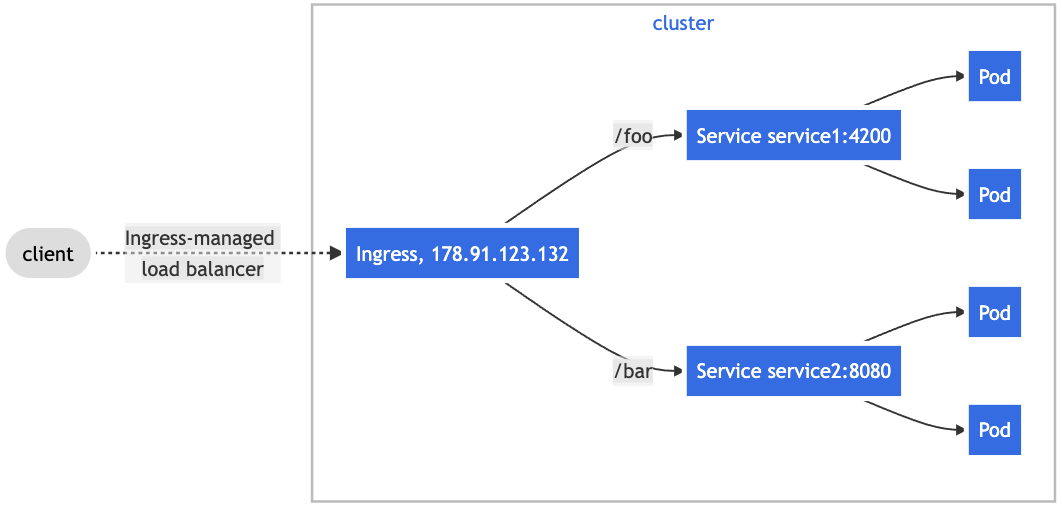 cluster
client
Ingress-managed
load balancer
Ingress, 178.91.123.132
/foo
Service service1:4200
Pod
Pod
/bar
Service service2:8080
Pod
Pod